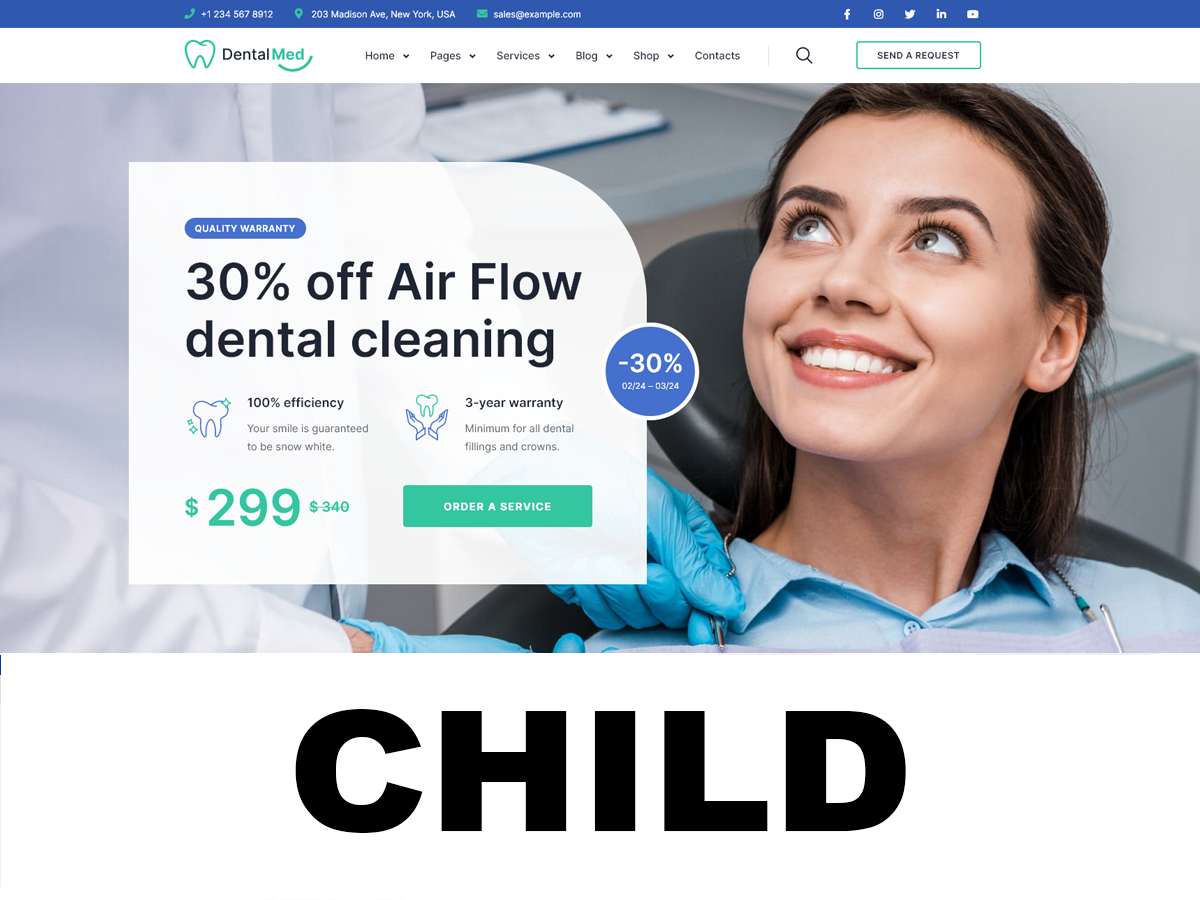 +1 234 567 8912 203 Madison Ave, New York, USA sales@example.com
DentalMed Home Pages Services Blog Shop Contacts SEND A REQUEST
QUALITY WARRANTY
30% off Air Flow
dental cleaning
-30%
02/24 – 03/24
100% efficiency
Your smile is guaranteed
to be snow white.
3-year warranty
Minimum for all dental
fillings and crowns.
$ 299 $ 340
ORDER A SERVICE
CHILD